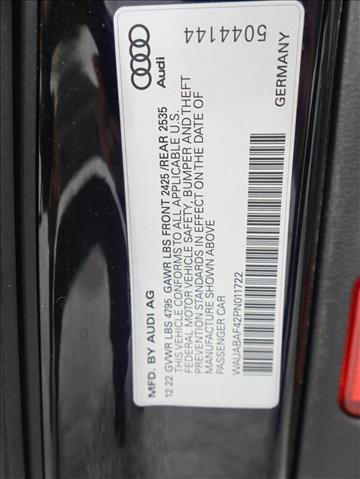 MFD. BY AUDI AG
Audi
12.22 GVWR LBS 4795 GAWR LBS FRONT 2425 /REAR 2535
THIS VEHICLE CONFORMS TO ALL APPLICABLE U.S.
FEDERAL MOTOR VEHICLE SAFETY, BUMPER AND THEFT
PREVENTION STANDARDS IN EFFECT ON THE DATE OF
MANUFACTURE SHOWN ABOVE
PASSENGER CAR
WAUABAF42PN011722
GERMANY
5044144